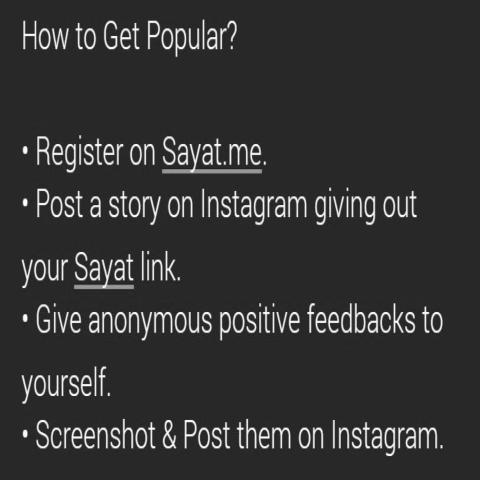 How to Get Popular?
• Register on Sayat.me.
• Post a story on Instagram giving out
your Sayat link.
• Give anonymous positive feedbacks to
yourself.
• Screenshot & Post them on Instagram.